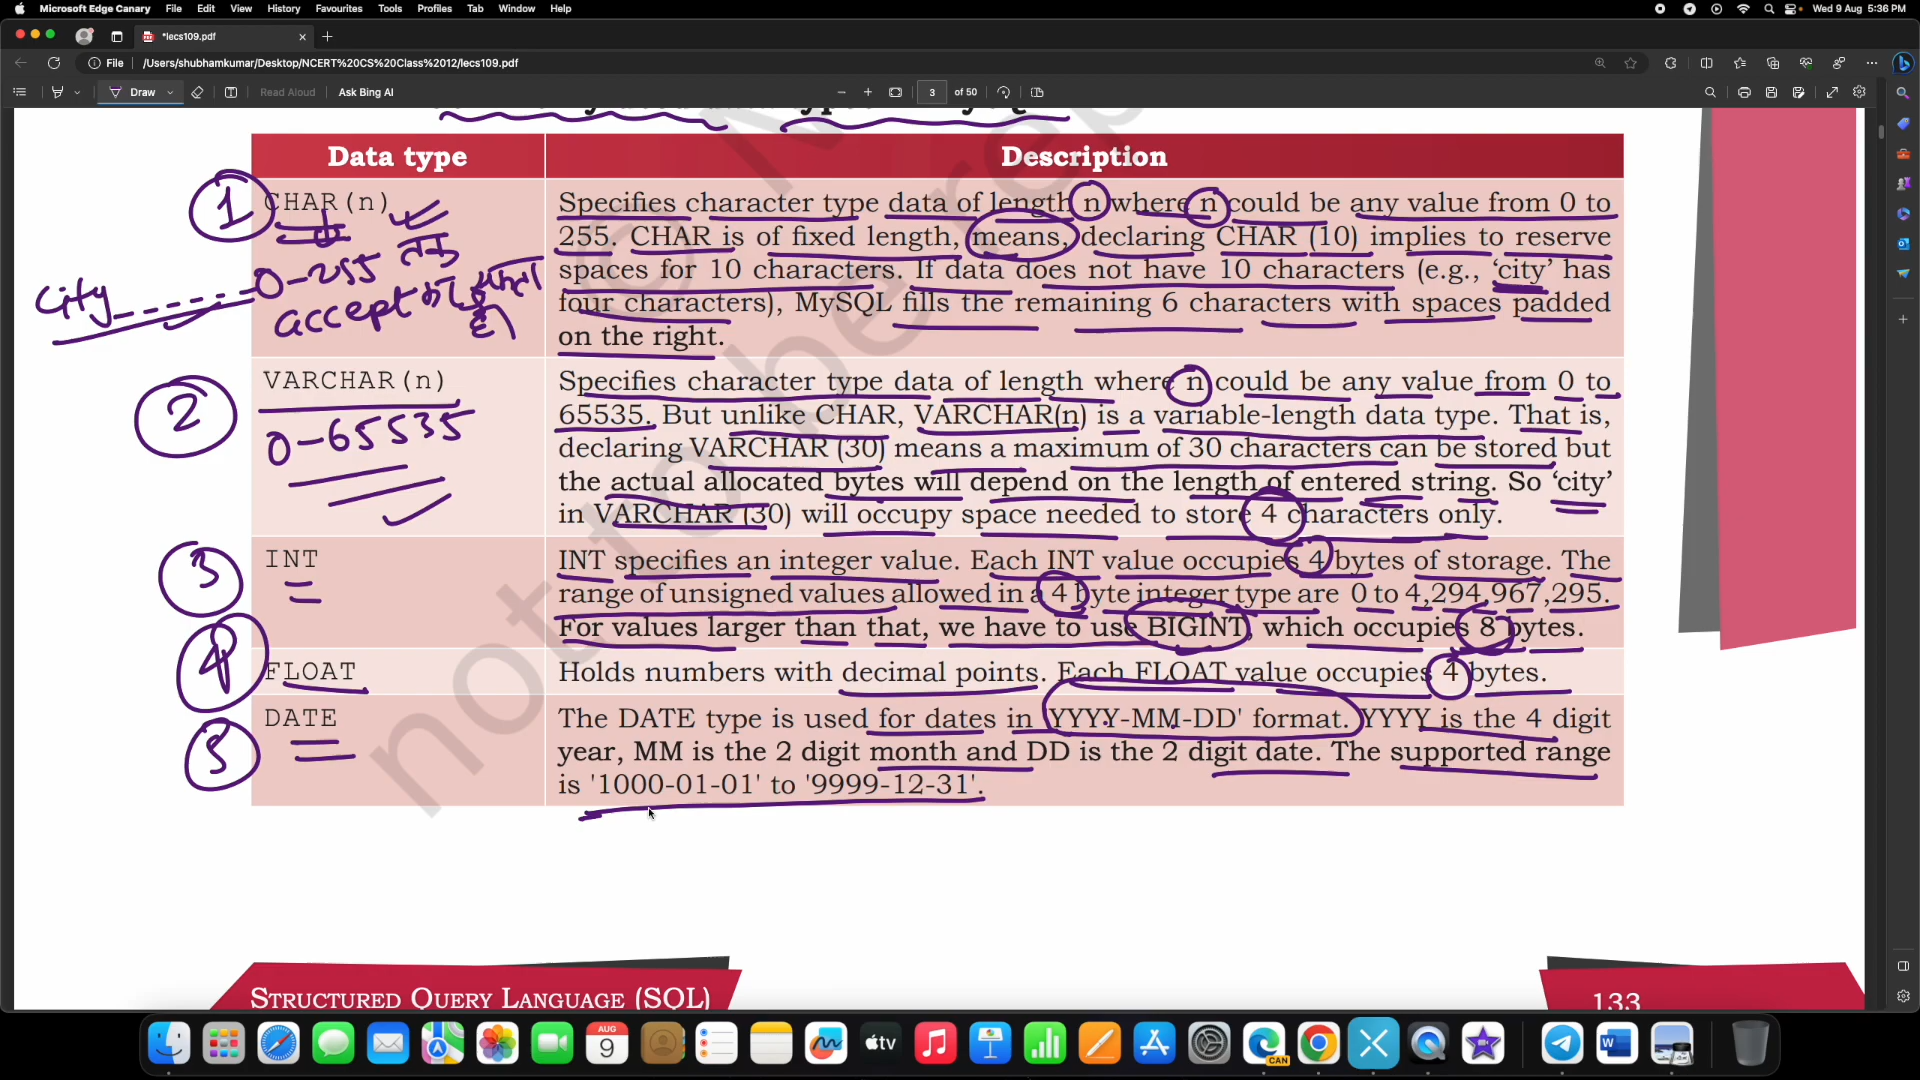 Microsoft Edge Canary File Edit View History Favourites Tools Profiles Tab Window Help Wed 9 Aug 5:36 PM
*lecs109.pdf
File /Users/shubhamkumar/Desktop/NCERT%20CS%20Class%2012/lecs109.pdf
Draw Read Aloud Ask Bing AI 3 of 50
Data type Description
1 CHAR(n) Specifies character type data of length n where n could be any value from 0 to
255. CHAR is of fixed length, means, declaring CHAR (10) implies to reserve
spaces for 10 characters. If data does not have 10 characters (e.g., ‘city’ has
four characters), MySQL fills the remaining 6 characters with spaces padded
on the right.
0-255
city
accept
2 VARCHAR(n) Specifies character type data of length where n could be any value from 0 to
65535. But unlike CHAR, VARCHAR(n) is a variable-length data type. That is,
declaring VARCHAR (30) means a maximum of 30 characters can be stored but
the actual allocated bytes will depend on the length of entered string. So ‘city’
in VARCHAR (30) will occupy space needed to store 4 characters only.
0-65535
3 INT INT specifies an integer value. Each INT value occupies 4 bytes of storage. The
range of unsigned values allowed in a 4 byte integer type are 0 to 4,294,967,295.
For values larger than that, we have to use BIGINT, which occupies 8 bytes.
4 FLOAT Holds numbers with decimal points. Each FLOAT value occupies 4 bytes.
5 DATE The DATE type is used for dates in 'YYYY-MM-DD' format. YYYY is the 4 digit
year, MM is the 2 digit month and DD is the 2 digit date. The supported range
is '1000-01-01' to '9999-12-31'.
not to be rep
STRUCTURED QUERY LANGUAGE (SQL) 133
AUG
9
tv
CAN
W